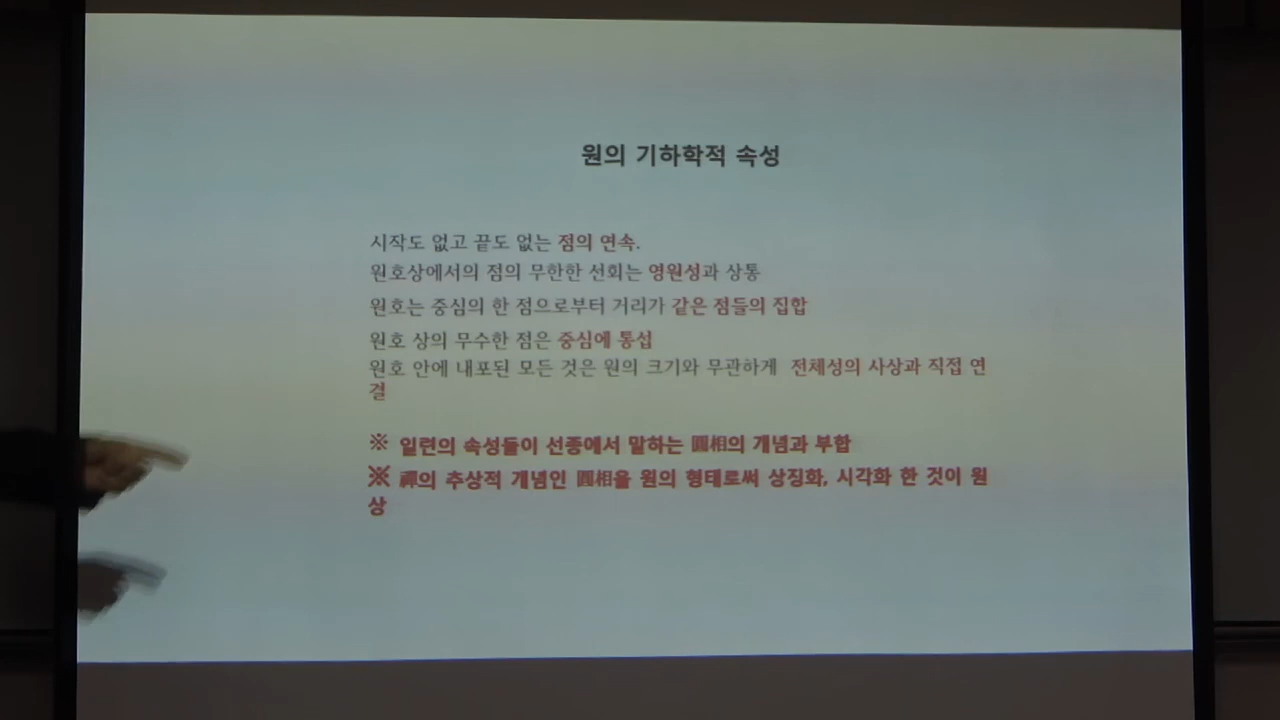 원의 기하학적 속성
시작도 없고 끝도 없는 점의 연속.
원호상에서의 점의 무한한 선회는 영원성과 상통
원호는 중심의 한 점으로부터 거리가 같은 점들의 집합
원호 상의 무수한 점은 중심에 통섭
원호 안에 내포된 모든 것은 원의 크기와 무관하게 전체성의 사상과 직접 연
결
※ 일련의 속성들이 선종에서 말하는 圓相의 개념과 부합
※ 禪의 추상적 개념인 圓相을 원의 형태로써 상징화, 시각화 한 것이 원
상